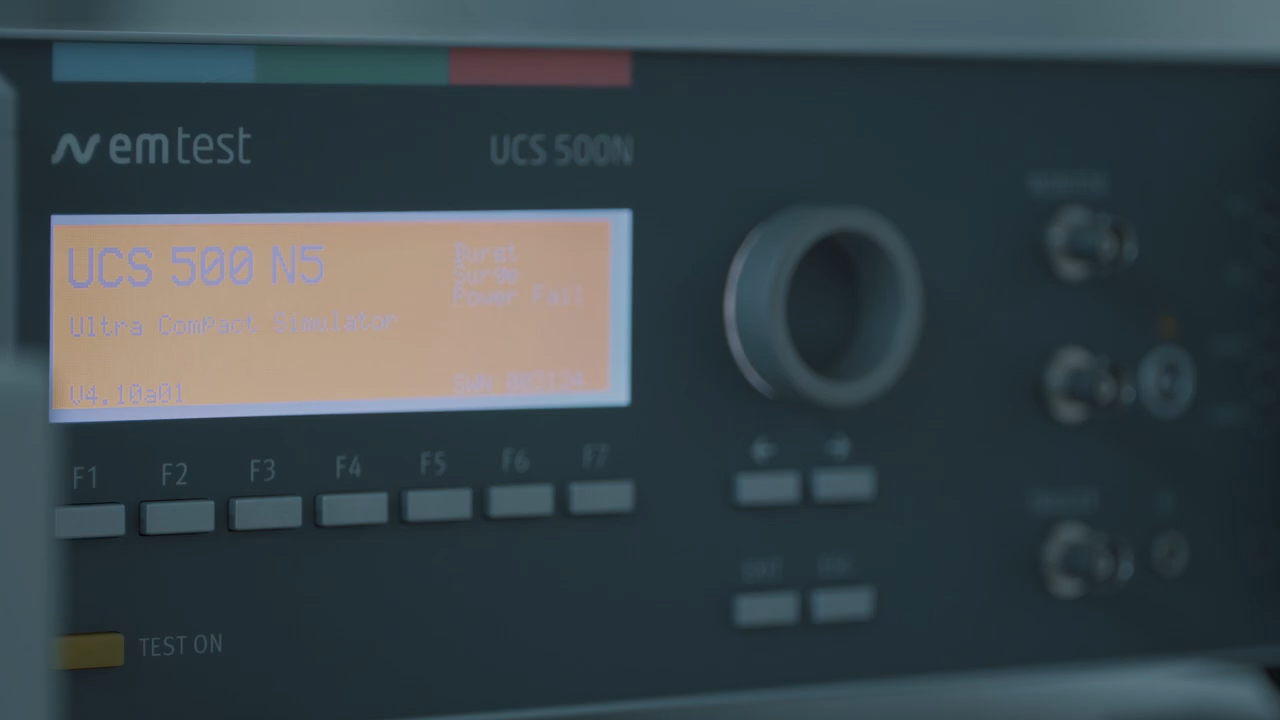 emtest
UCS 500N
UCS 500 N5
Burst
Surge
Power Fail
Ultra Compact Simulator
V4.10a01
F1 F2 F3 F4 F5 F6 F7
TEST ON